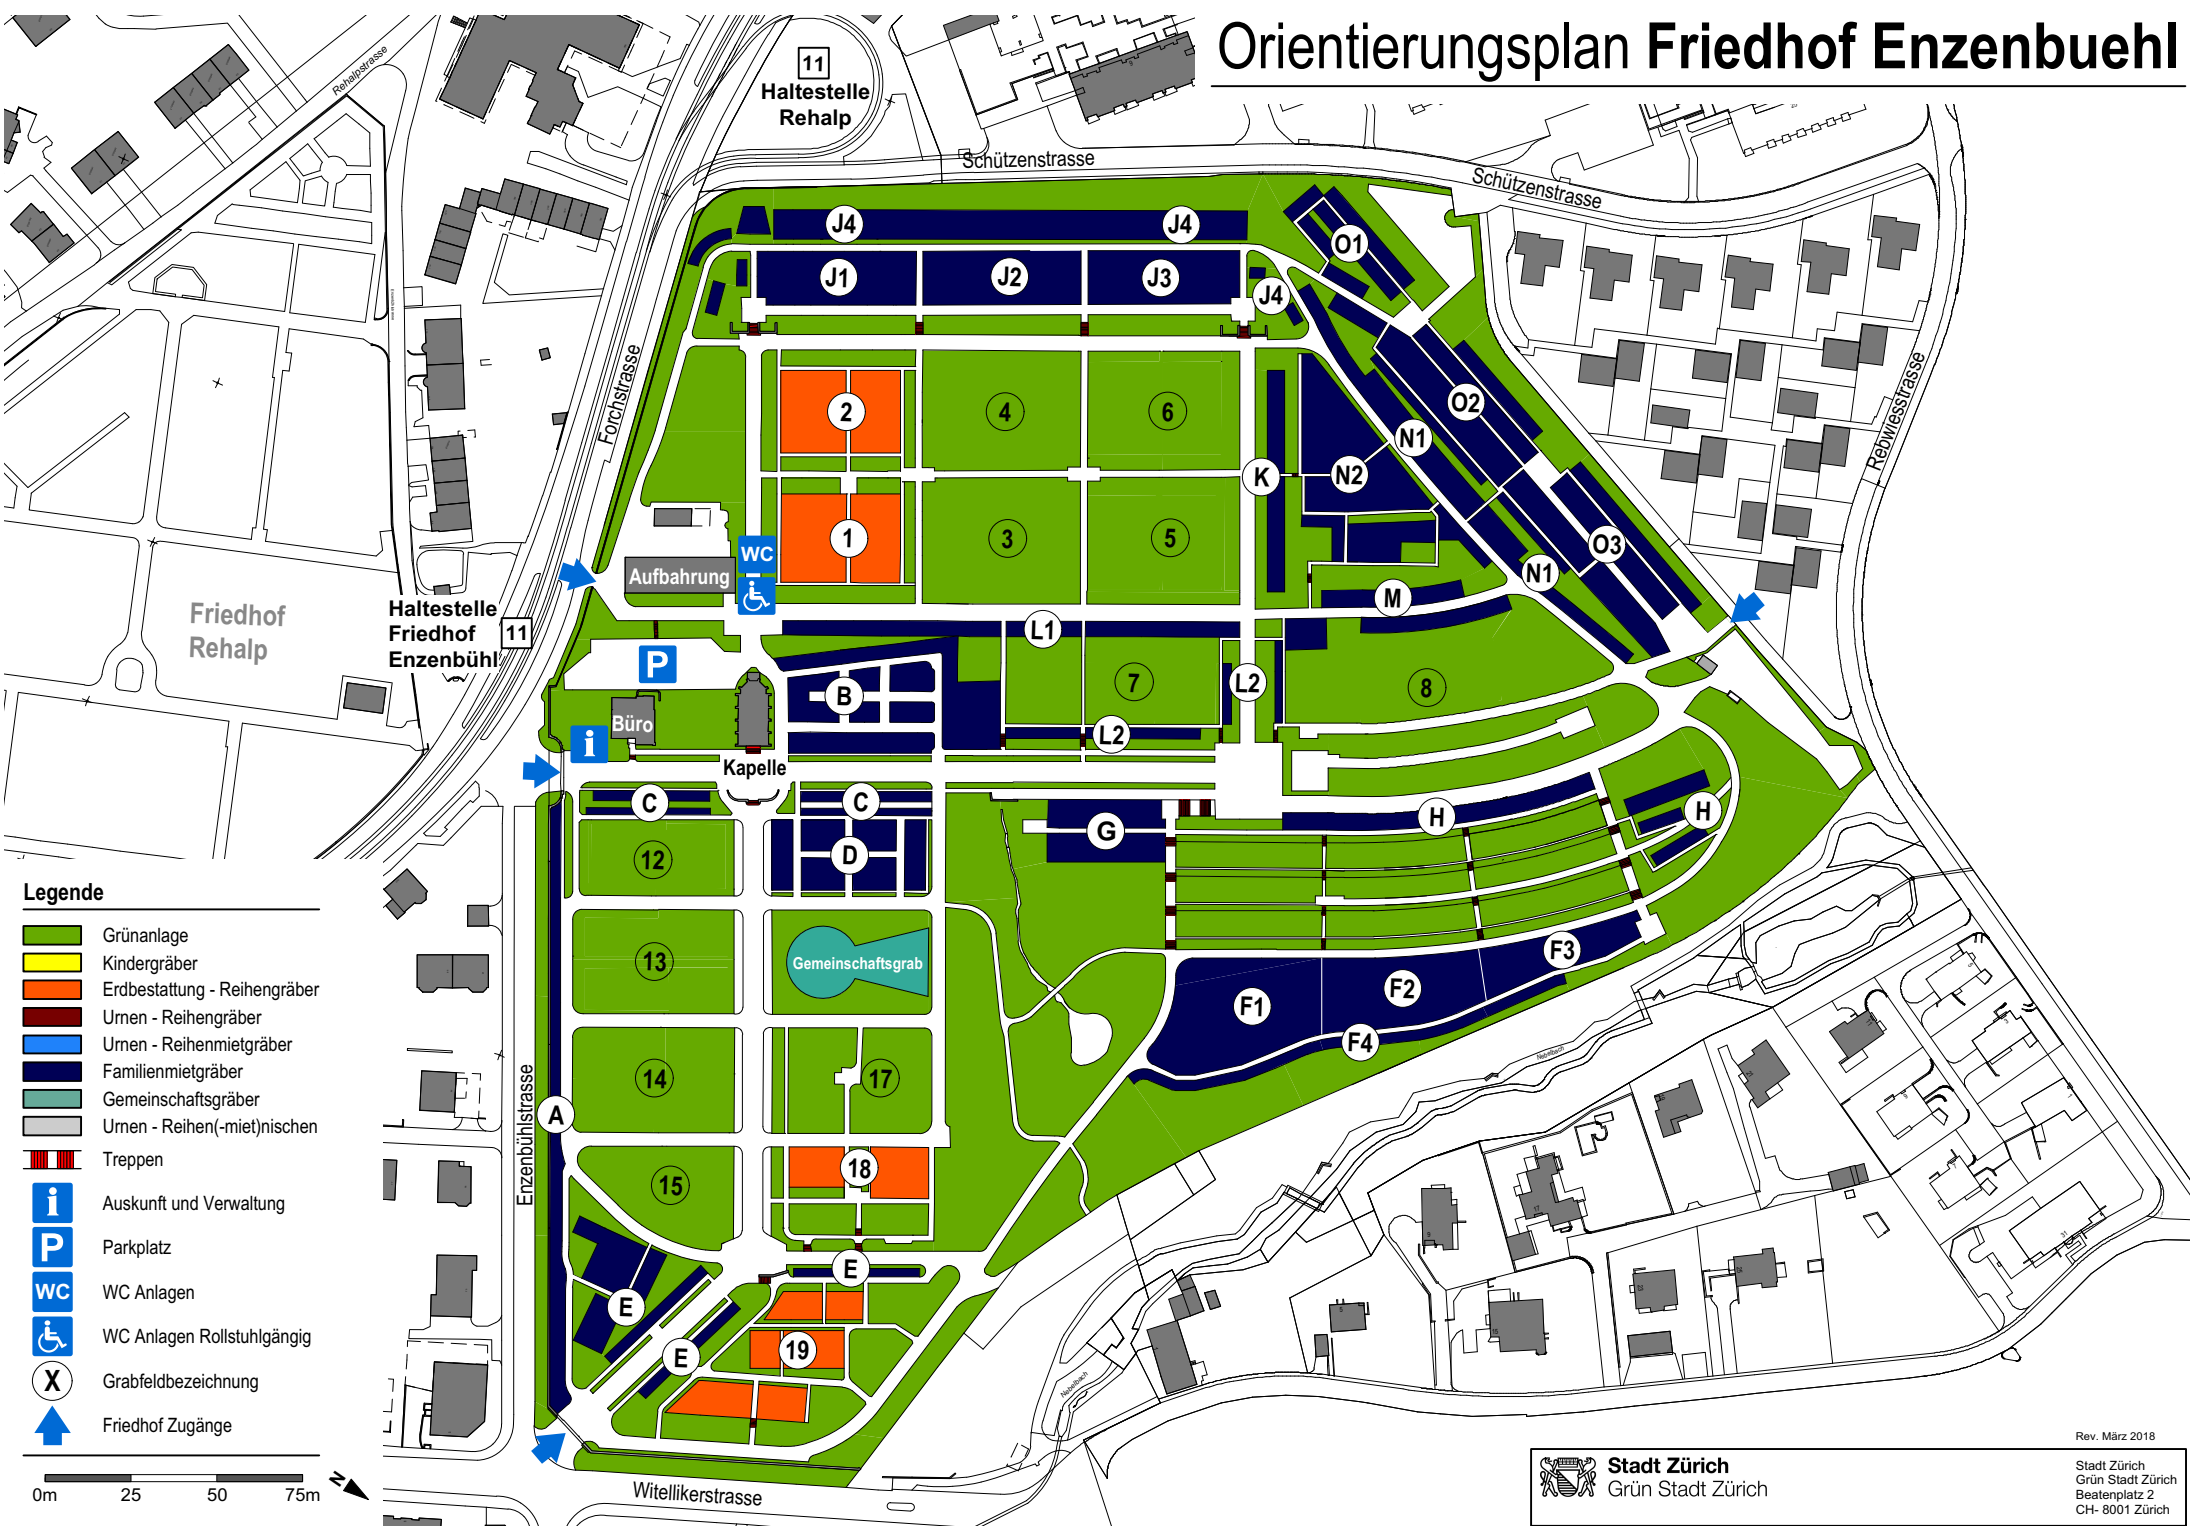 Orientierungsplan Friedhof Enzenbuehl
11
Haltestelle
Rehalp
Rehalpstrasse
Schützenstrasse
Schützenstrasse
J4
J4
O1
J1
J2
J3
J4
Forchstrasse
Rebwiesstrasse
2
4
6
O2
N1
K
N2
1
3
5
O3
WC
Aufbahrung
N1
M
Friedhof
Rehalp
Haltestelle
Friedhof
Enzenbühl
11
L1
P
B
7
L2
8
Büro
i
L2
Kapelle
C
C
G
H
H
12
D
13
Gemeinschaftsgrab
F3
F1
F2
F4
14
17
Nebelbach
Enzenbühlstrasse
A
15
18
E
E
E
19
Nebelbach
Witellikerstrasse
Legende
Grünanlage
Kindergräber
Erdbestattung - Reihengräber
Urnen - Reihengräber
Urnen - Reihenmietgräber
Familienmietgräber
Gemeinschaftsgräber
Urnen - Reihen(-miet)nischen
Treppen
i Auskunft und Verwaltung
P Parkplatz
WC WC Anlagen
WC Anlagen Rollstuhlgängig
X Grabfeldbezeichnung
Friedhof Zugänge
0m 25 50 75m
N
Rev. März 2018
Stadt Zürich
Grün Stadt Zürich
Stadt Zürich
Grün Stadt Zürich
Beatenplatz 2
CH- 8001 Zürich